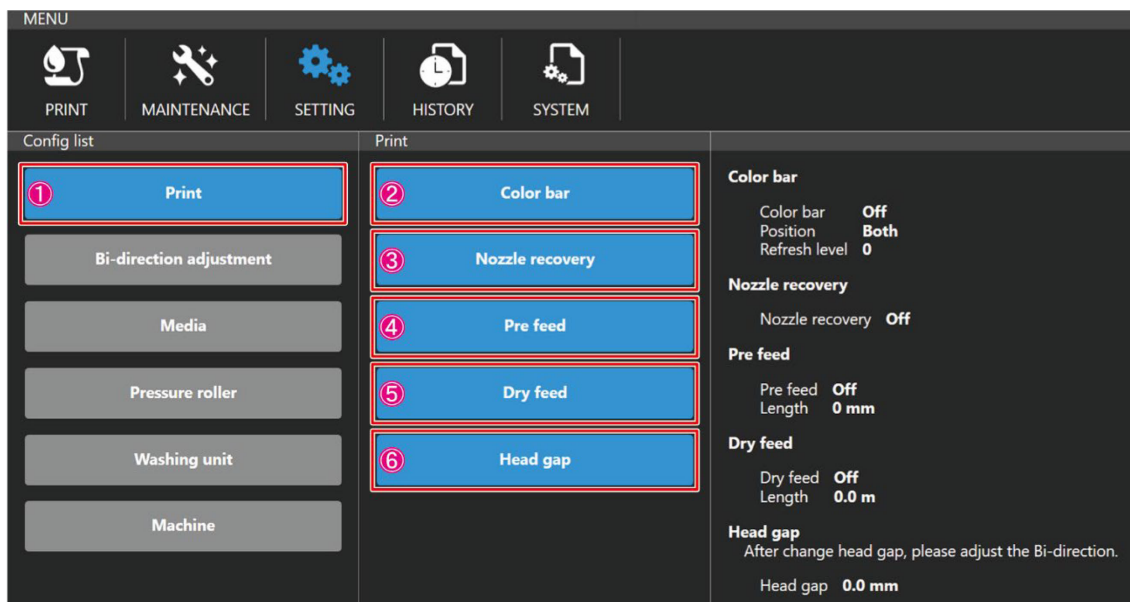 MENU
PRINT
MAINTENANCE
SETTING
HISTORY
SYSTEM
Config list
① Print
Bi-direction adjustment
Media
Pressure roller
Washing unit
Machine
Print
② Color bar
③ Nozzle recovery
④ Pre feed
⑤ Dry feed
⑥ Head gap
Color bar
Color bar Off
Position Both
Refresh level 0
Nozzle recovery
Nozzle recovery Off
Pre feed
Pre feed Off
Length 0 mm
Dry feed
Dry feed Off
Length 0.0 m
Head gap
After change head gap, please adjust the Bi-direction.
Head gap 0.0 mm